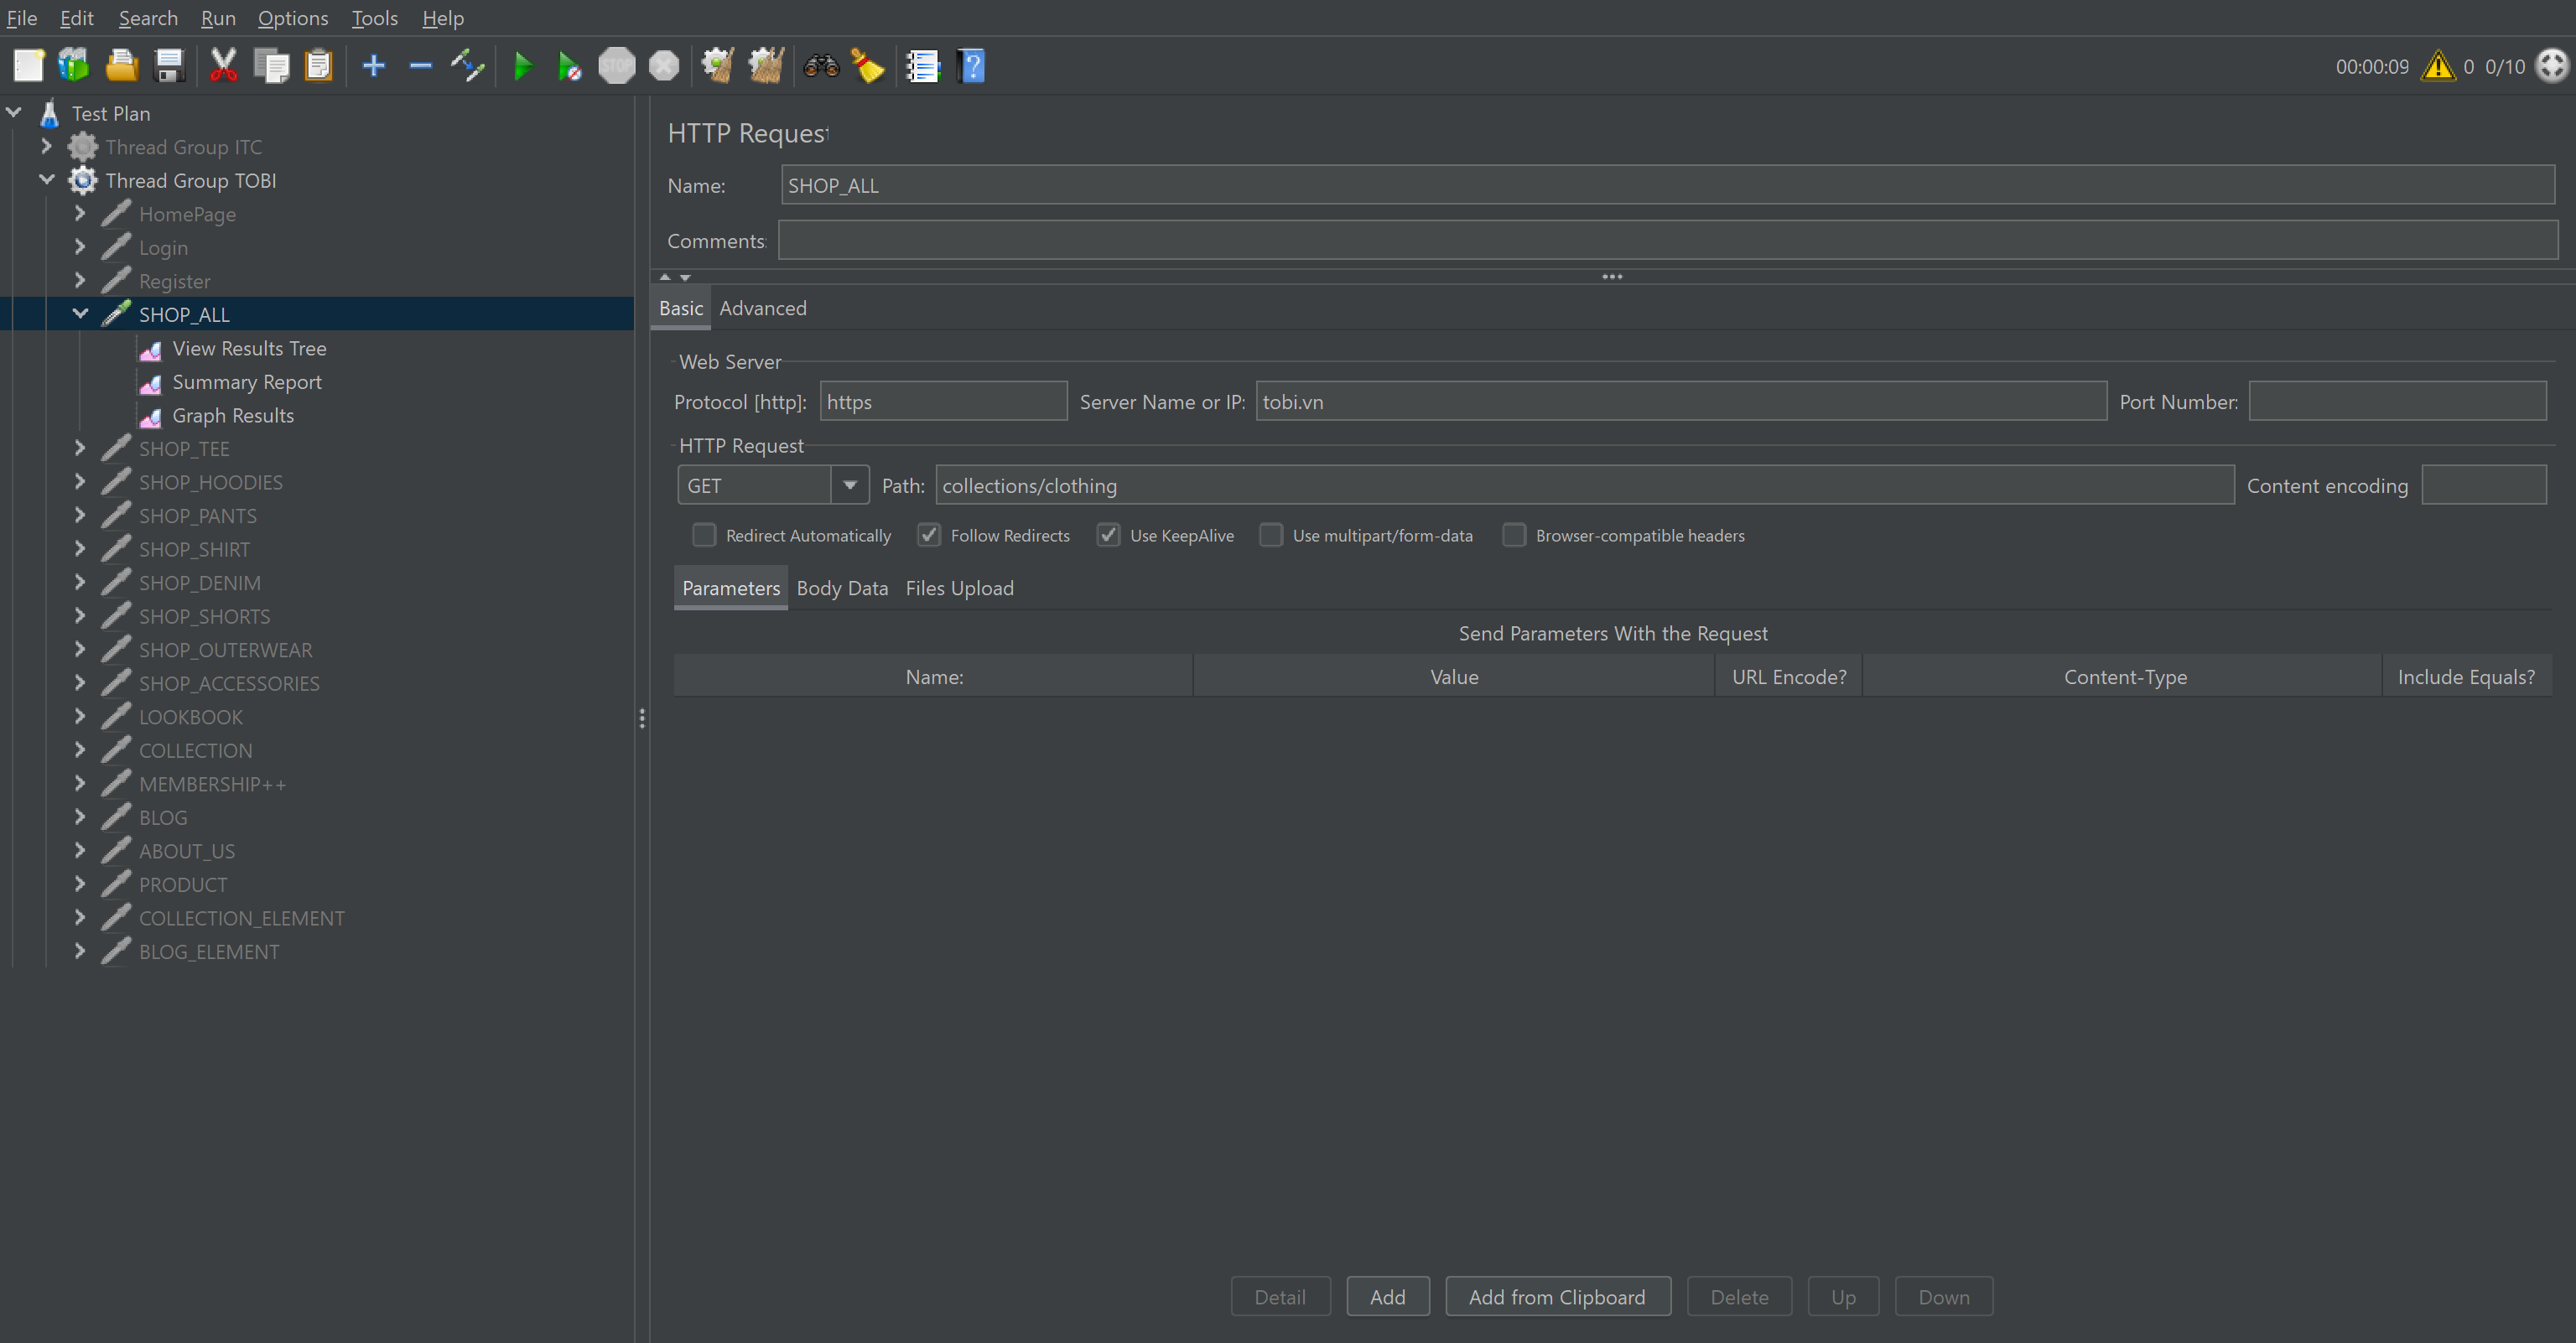 File Edit Search Run Options Tools Help
STOP
00:00:09 0 0/10
Test Plan
Thread Group ITC
Thread Group TOBI
HomePage
Login
Register
SHOP_ALL
View Results Tree
Summary Report
Graph Results
SHOP_TEE
SHOP_HOODIES
SHOP_PANTS
SHOP_SHIRT
SHOP_DENIM
SHOP_SHORTS
SHOP_OUTERWEAR
SHOP_ACCESSORIES
LOOKBOOK
COLLECTION
MEMBERSHIP++
BLOG
ABOUT_US
PRODUCT
COLLECTION_ELEMENT
BLOG_ELEMENT
HTTP Request
Name: SHOP_ALL
Comments:
Basic Advanced
Web Server
Protocol [http]: https Server Name or IP: tobi.vn Port Number:
HTTP Request
GET Path: collections/clothing Content encoding
Redirect Automatically Follow Redirects Use KeepAlive Use multipart/form-data Browser-compatible headers
Parameters Body Data Files Upload
Send Parameters With the Request
Name: Value URL Encode? Content-Type Include Equals?
Detail Add Add from Clipboard Delete Up Down